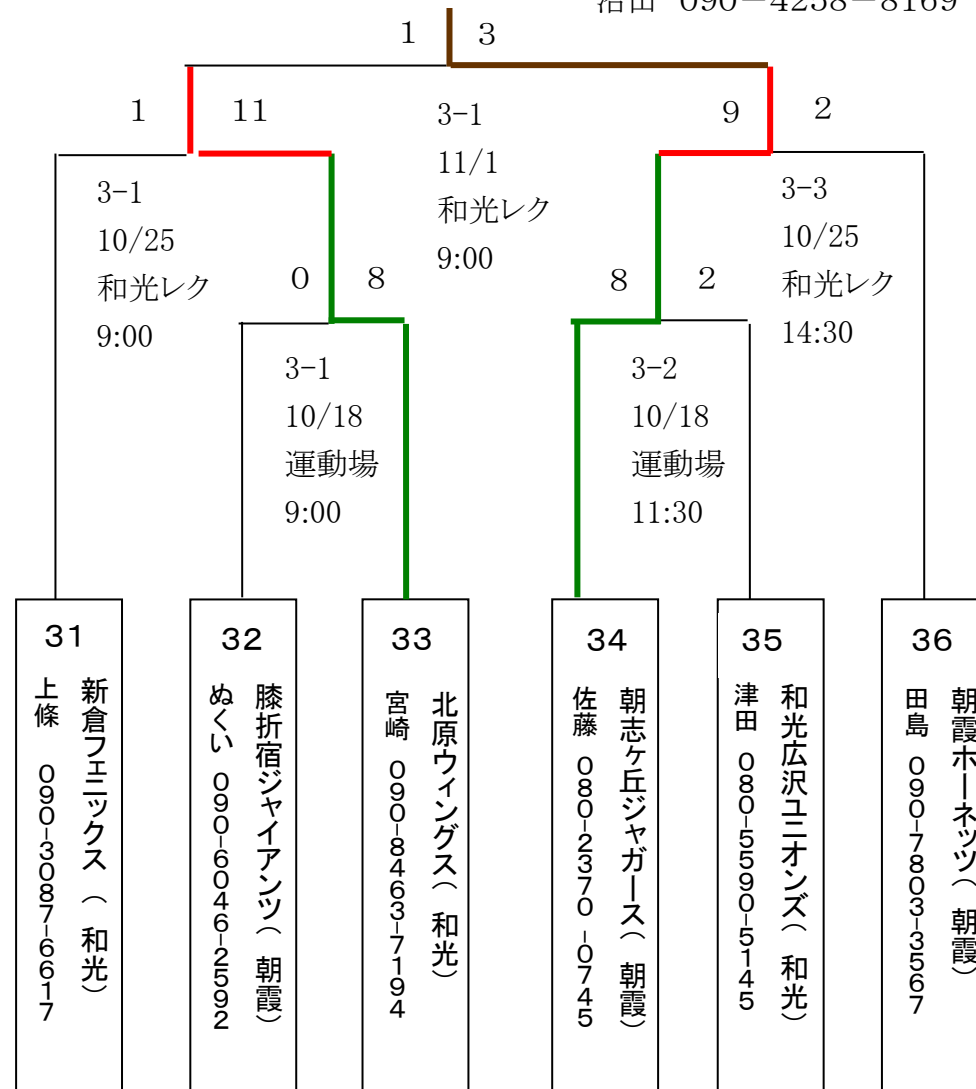 沼田 090-4258-8169
1 3
1 11
9 2
3-1
11/1
和光レク
9:00
3-1
10/25
和光レク
9:00
3-3
10/25
和光レク
14:30
0 8
8 2
3-1
10/18
運動場
9:00
3-2
10/18
運動場
11:30
31
新倉フェニックス（ 和光）
上條 090-3087-6617
32
膝折宿ジャイアンツ（ 朝霞）
ぬくい 090-6046-2592
33
北原ウィングス（ 和光）
宮崎 090-8463-7194
34
朝志ヶ丘ジャガース（ 朝霞）
佐藤 080-2370 -0745
35
和光広沢ユニオンズ（ 和光）
津田 080-5590-5145
36
朝霞ホーネッツ（ 朝霞）
田島 090-7803-3567